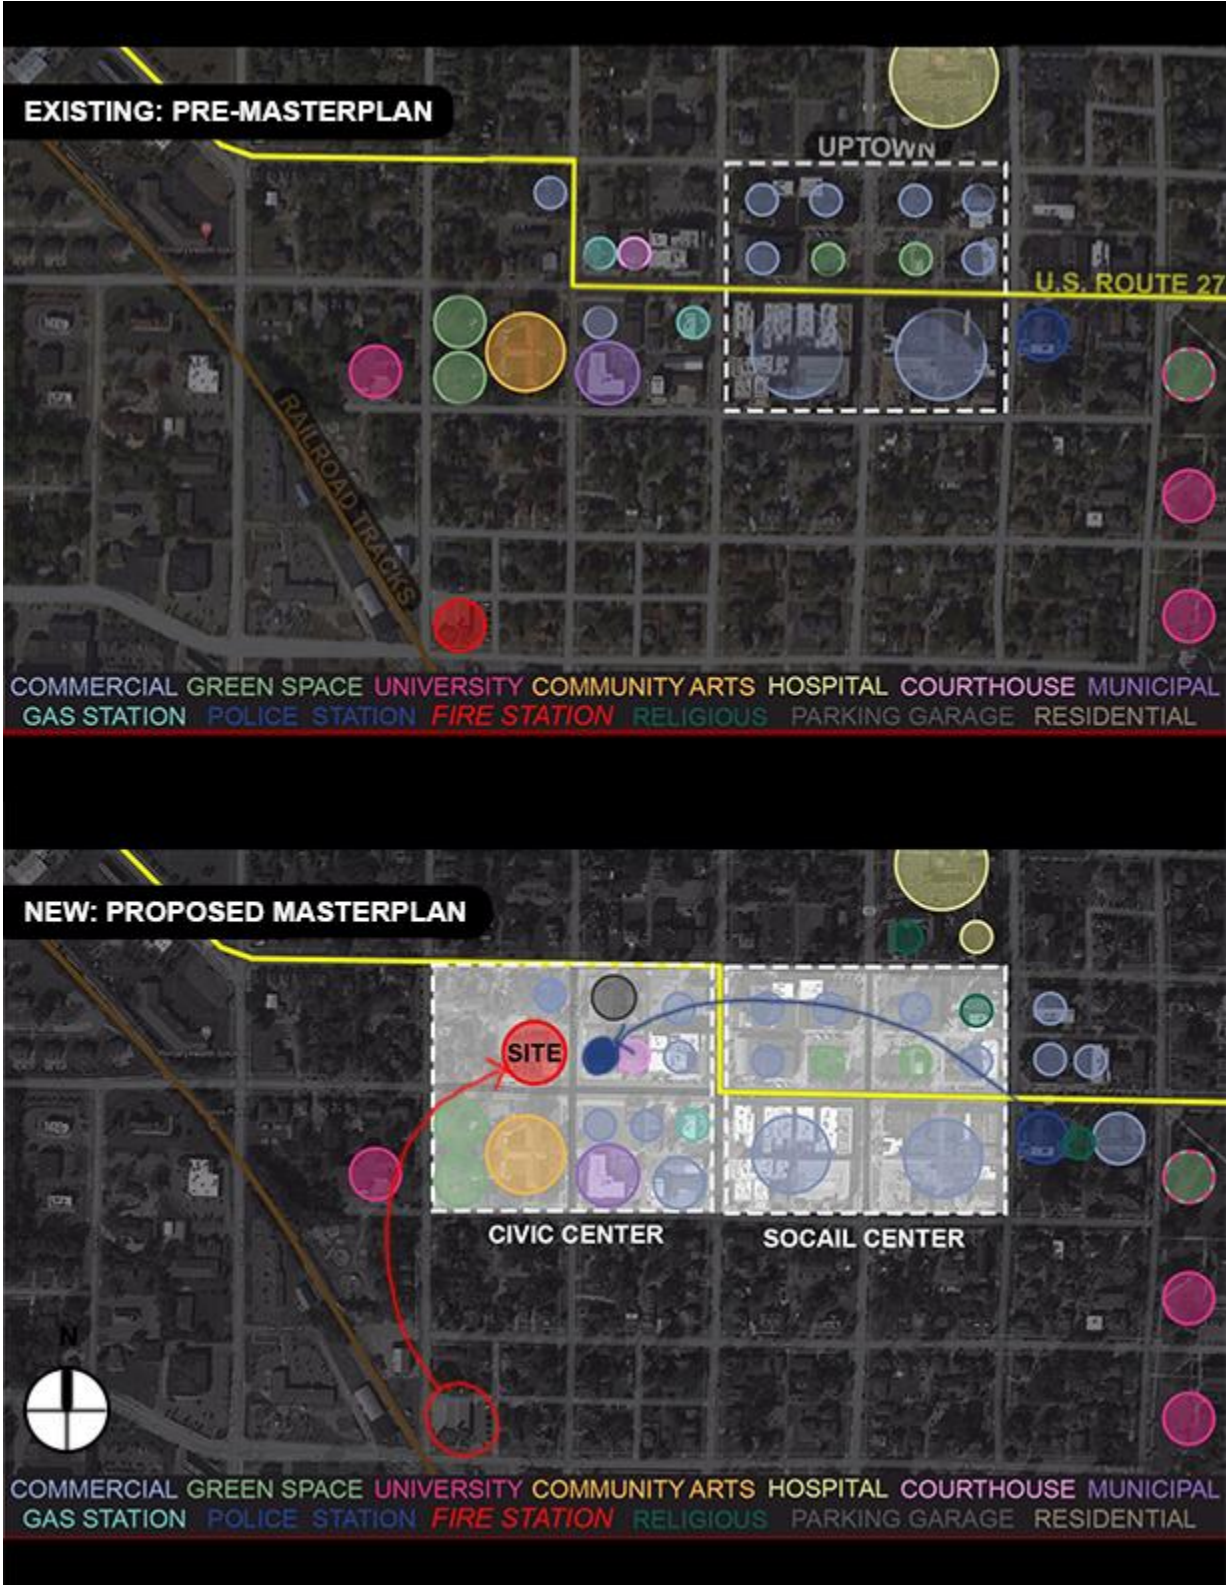 EXISTING: PRE-MASTERPLAN
UPTOWN
U.S. ROUTE 27
RAILROAD TRACKS
COMMERCIAL GREEN SPACE UNIVERSITY COMMUNITY ARTS HOSPITAL COURTHOUSE MUNICIPAL
GAS STATION POLICE STATION FIRE STATION RELIGIOUS PARKING GARAGE RESIDENTIAL
NEW: PROPOSED MASTERPLAN
SITE
CIVIC CENTER SOCAIL CENTER
N
COMMERCIAL GREEN SPACE UNIVERSITY COMMUNITY ARTS HOSPITAL COURTHOUSE MUNICIPAL
GAS STATION POLICE STATION FIRE STATION RELIGIOUS PARKING GARAGE RESIDENTIAL